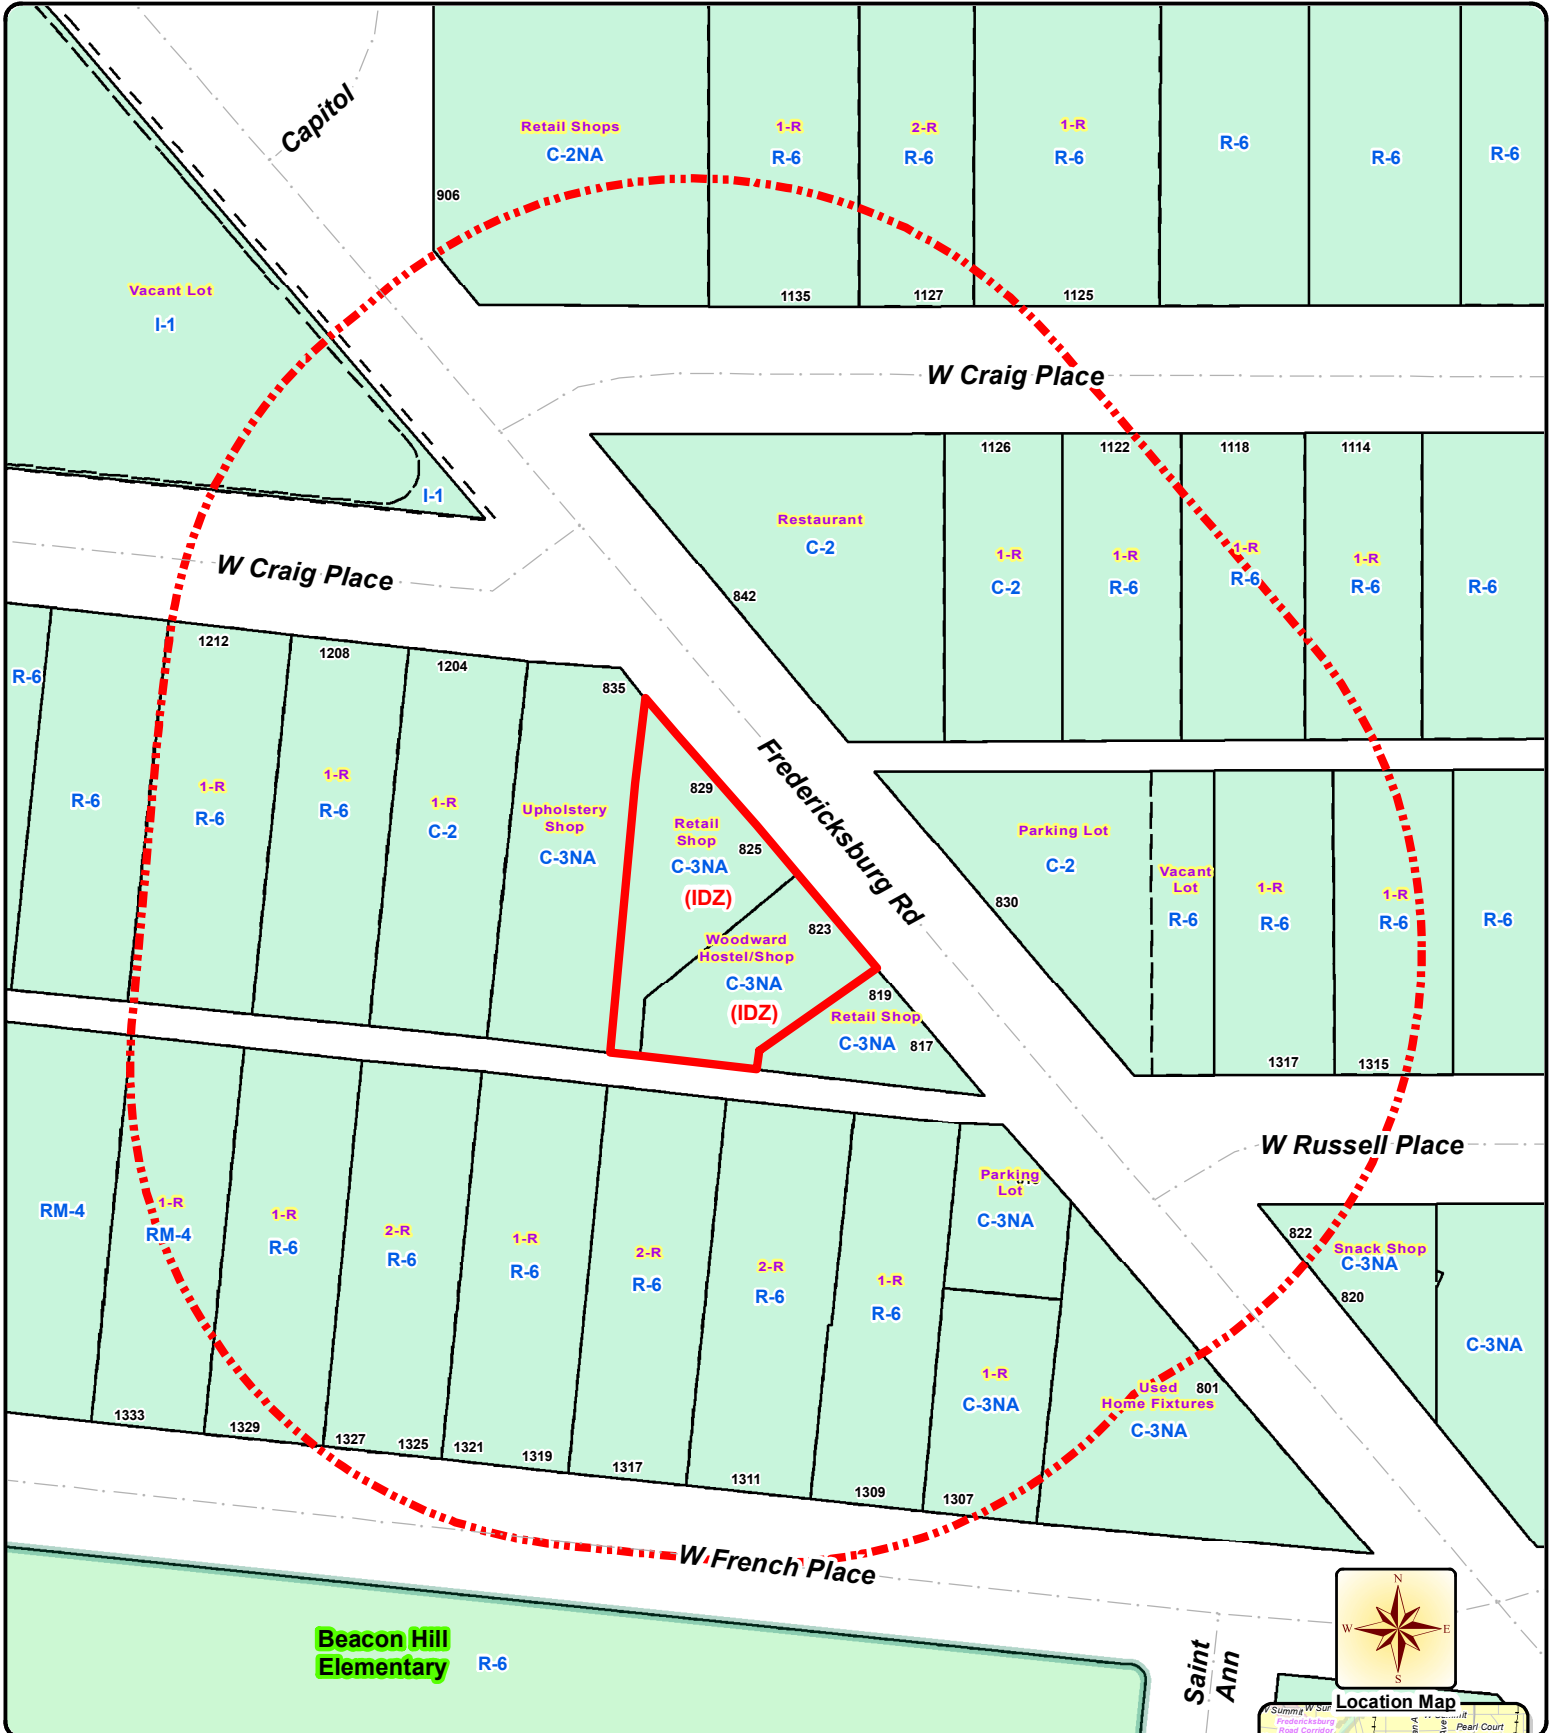 Capitol
Retail Shops
C-2NA
906
1-R
R-6
1135
2-R
R-6
1127
1-R
R-6
1125
R-6
R-6
R-6
Vacant Lot
I-1
I-1
W Craig Place
W Craig Place
Restaurant
C-2
842
1126
1-R
C-2
1122
1-R
R-6
1118
1-R
R-6
1114
1-R
R-6
R-6
R-6
R-6
1212
1-R
R-6
1208
1-R
R-6
1204
1-R
C-2
835
Upholstery
Shop
C-3NA
829
Retail
Shop
825
C-3NA
(IDZ)
823
Woodward
Hostel/Shop
C-3NA
(IDZ)
819
Retail Shop
C-3NA
817
Fredericksburg Rd
Parking Lot
C-2
830
Vacant
Lot
R-6
1-R
R-6
1317
1-R
R-6
1315
R-6
W Russell Place
RM-4
1-R
RM-4
1333
1-R
R-6
1329
2-R
R-6
1327
1325
1-R
R-6
1321
1319
2-R
R-6
1317
2-R
R-6
1311
1-R
R-6
1309
Parking
Lot
C-3NA
1-R
C-3NA
1307
Used
Home Fixtures
C-3NA
801
822
Snack Shop
C-3NA
820
C-3NA
W French Place
Beacon Hill
Elementary
R-6
Saint
Ann
N
W
E
S
Location Map
W Summit
Fredericksburg
Road Corridor
Pearl Court